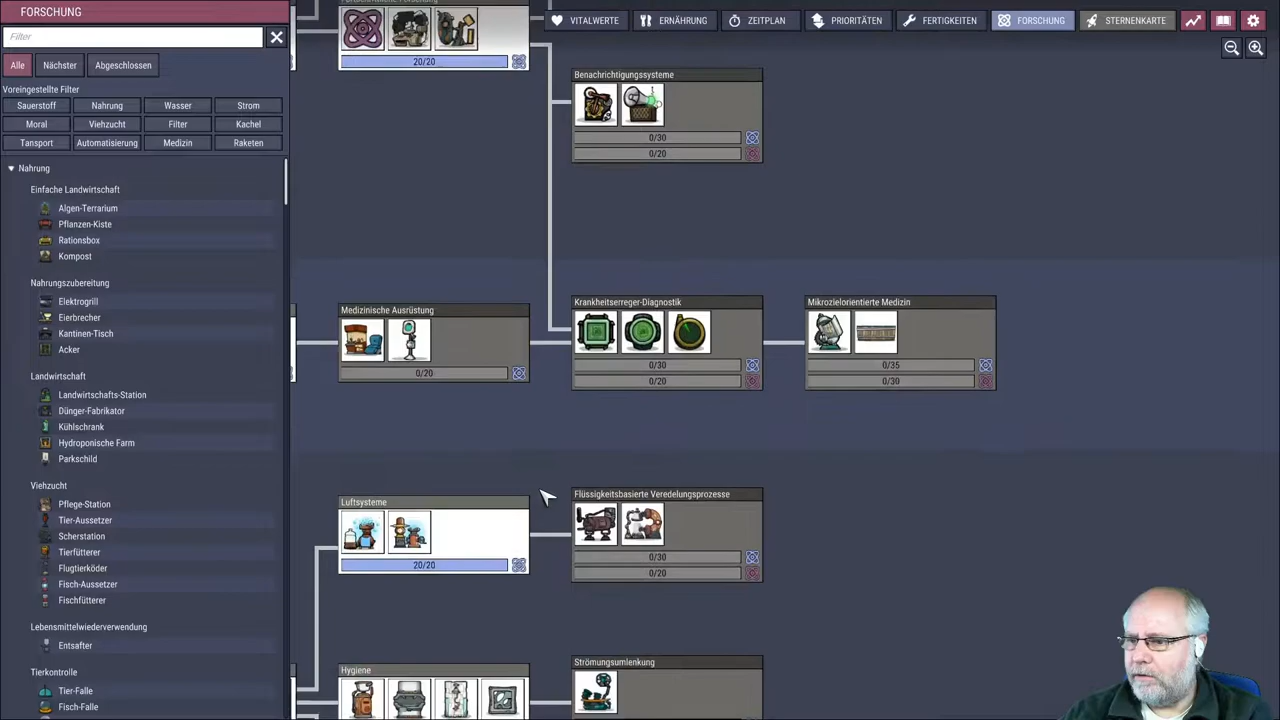 FORSCHUNG
Filter
Alle
Nächster
Abgeschlossen
Voreingestellte Filter
Sauerstoff
Nahrung
Wasser
Strom
Moral
Viehzucht
Filter
Kachel
Transport
Automatisierung
Medizin
Raketen
Nahrung
Einfache Landwirtschaft
Algen-Terrarium
Pflanzen-Kiste
Rationsbox
Kompost
Nahrungszubereitung
Elektrogrill
Eierbrecher
Kantinen-Tisch
Acker
Landwirtschaft
Landwirtschafts-Station
Dünger-Fabrikator
Kühlschrank
Hydroponische Farm
Parkschild
Viehzucht
Pflege-Station
Tier-Aussetzer
Scherstation
Tierfütterer
Flugtierköder
Fisch-Aussetzer
Fischfütterer
Lebensmittelwiederverwendung
Entsafter
Tierkontrolle
Tier-Falle
Fisch-Falle
VITALWERTE
ERNÄHRUNG
ZEITPLAN
PRIORITÄTEN
FERTIGKEITEN
FORSCHUNG
STERNENKARTE
20/20
Benachrichtigungssysteme
0/30
0/20
Medizinische Ausrüstung
0/20
Krankheitserreger-Diagnostik
0/30
0/20
Mikrozielorientierte Medizin
0/35
0/30
Luftsysteme
20/20
Flüssigkeitsbasierte Veredelungsprozesse
0/30
0/20
Hygiene
Strömungsumlenkung